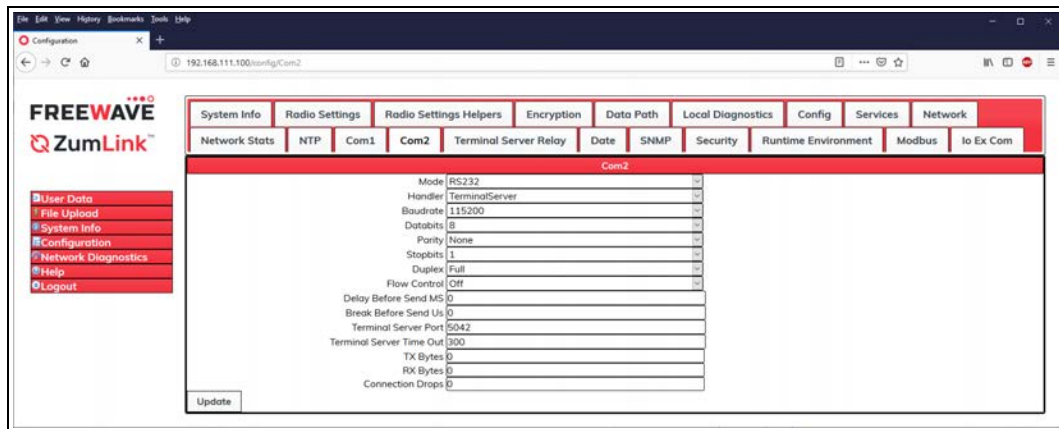 File Edit View History Bookmarks Tools Help
Configuration
192.168.111.100/config/Com2
FREEWAVE
ZumLink™
System Info Radio Settings Radio Settings Helpers Encryption Data Path Local Diagnostics Config Services Network
Network Stats NTP Com1 Com2 Terminal Server Relay Date SNMP Security Runtime Environment Modbus Io Ex Com
User Data
File Upload
System Info
Configuration
Network Diagnostics
Help
Logout
Com2
Mode RS232
Handler TerminalServer
Baudrate 115200
Databits 8
Parity None
Stopbits 1
Duplex Full
Flow Control Off
Delay Before Send MS 0
Break Before Send Us 0
Terminal Server Port 5042
Terminal Server Time Out 300
TX Bytes 0
RX Bytes 0
Connection Drops 0
Update